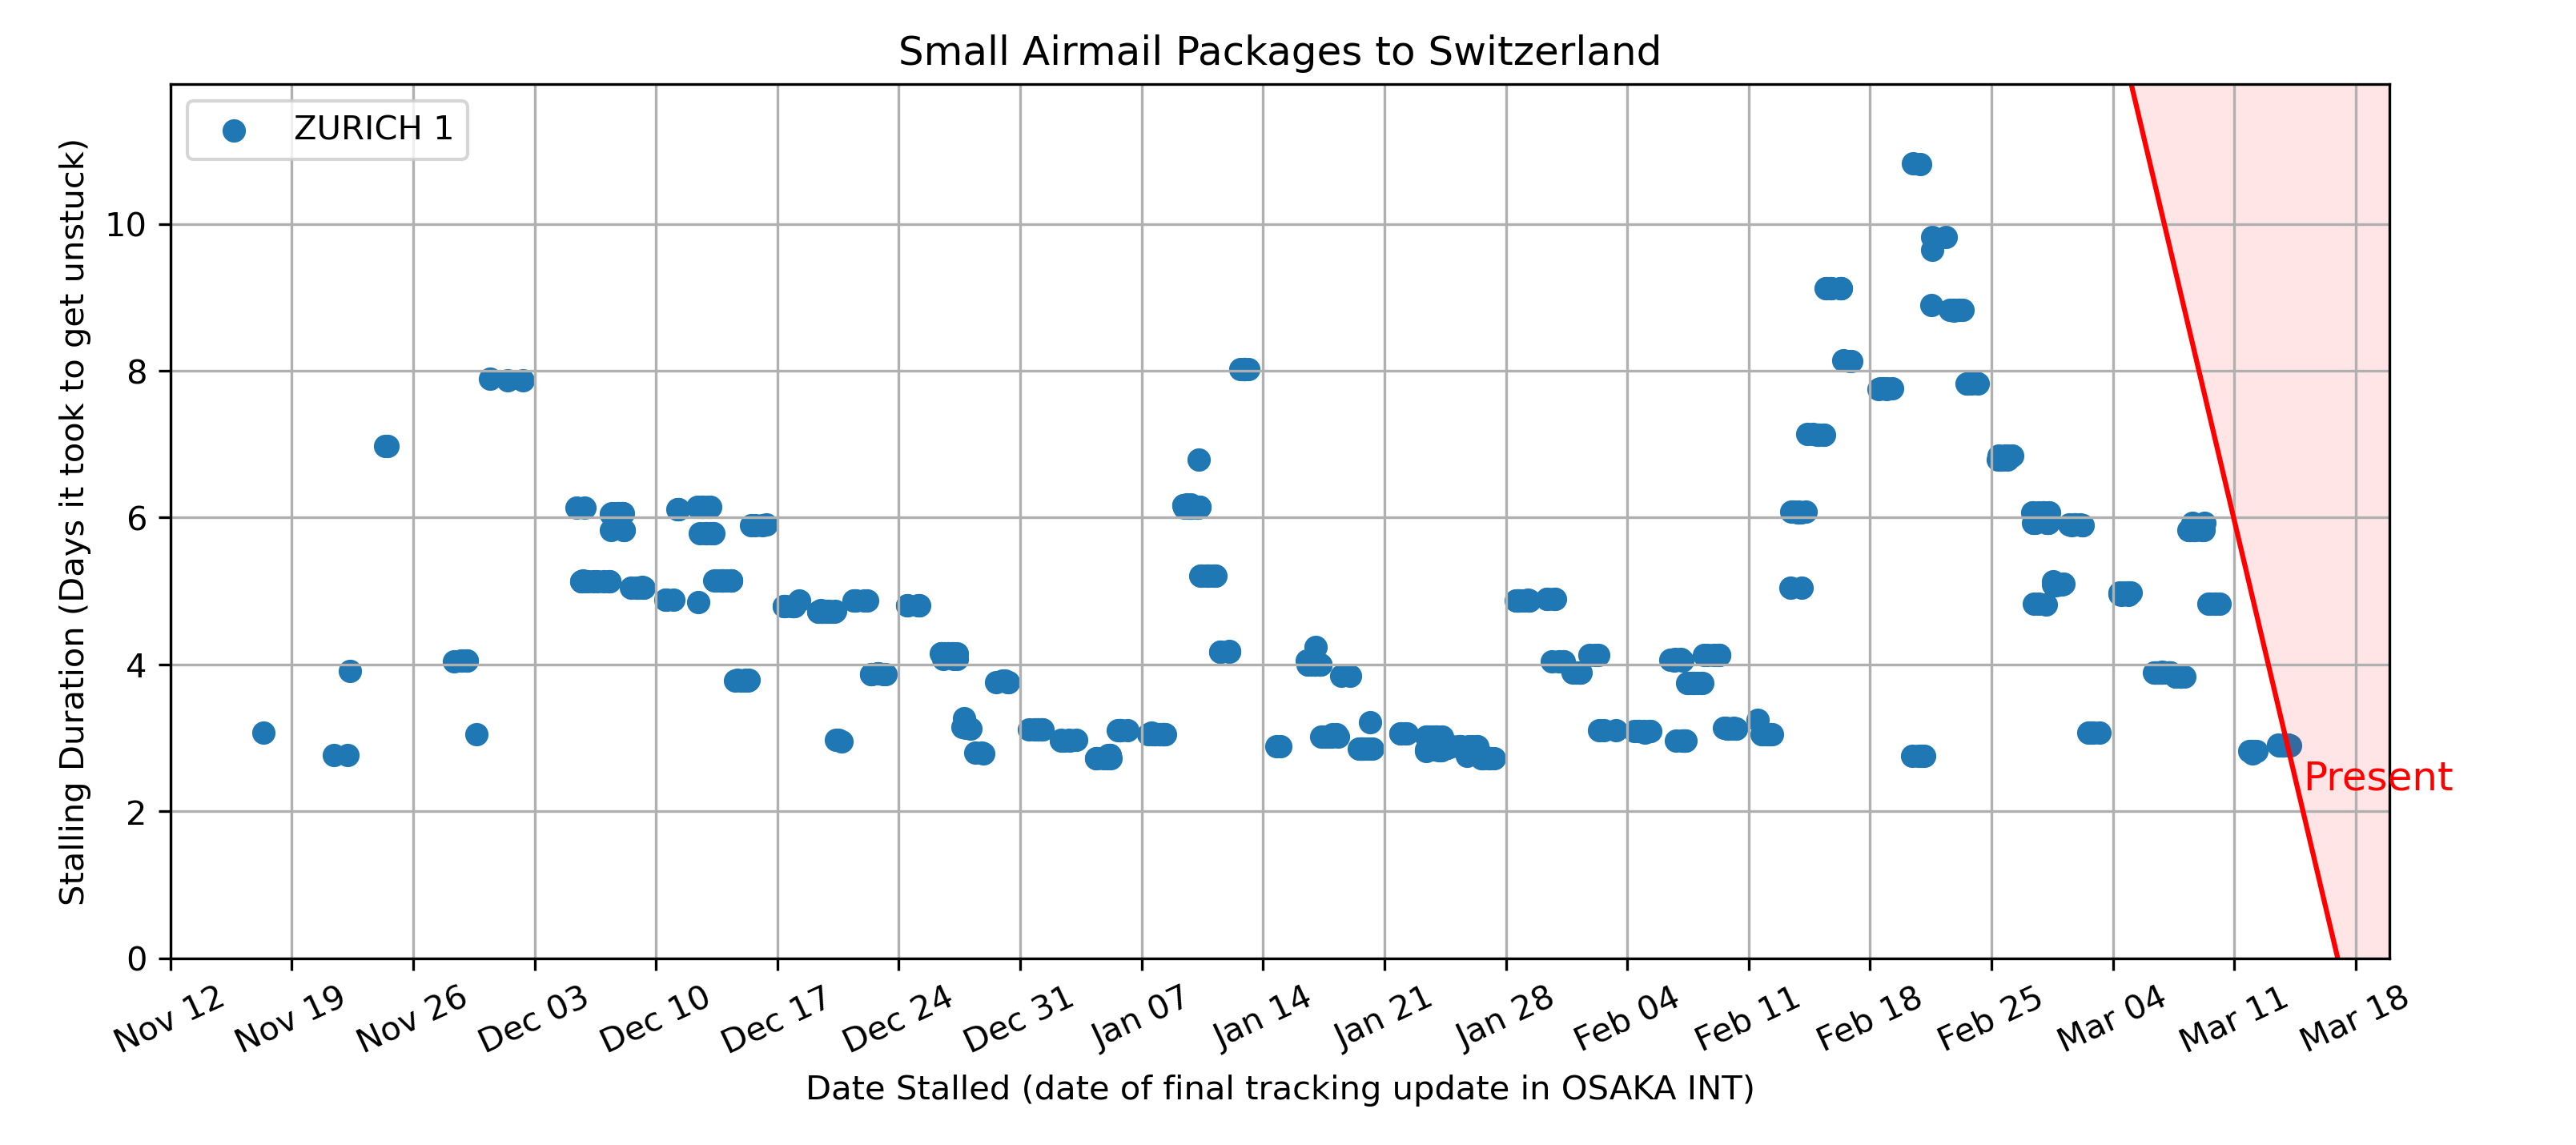 Small Airmail Packages to Switzerland
ZURICH 1
Stalling Duration (Days it took to get unstuck)
10
8
6
4
2
0
Present
Nov 12
Nov 19
Nov 26
Dec 03
Dec 10
Dec 17
Dec 24
Dec 31
Jan 07
Jan 14
Jan 21
Jan 28
Feb 04
Feb 11
Feb 18
Feb 25
Mar 04
Mar 11
Mar 18
Date Stalled (date of final tracking update in OSAKA INT)